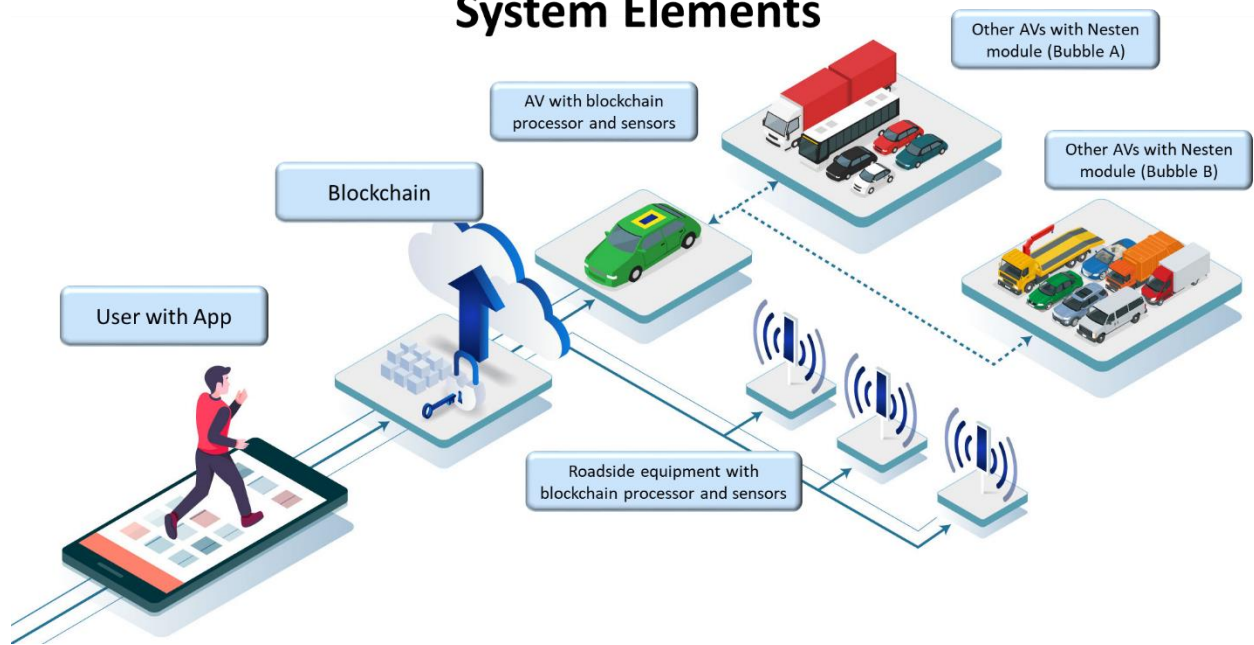 System Elements
Other AVs with Nesten
module (Bubble A)
AV with blockchain
processor and sensors
Other AVs with Nesten
module (Bubble B)
Blockchain
User with App
Roadside equipment with
blockchain processor and sensors